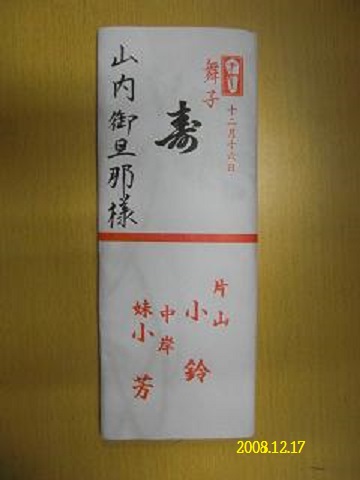 十二月十六日
舞子
寿
山内御旦那様
片山
小鈴
中岸
妹小芳
2008.12.17